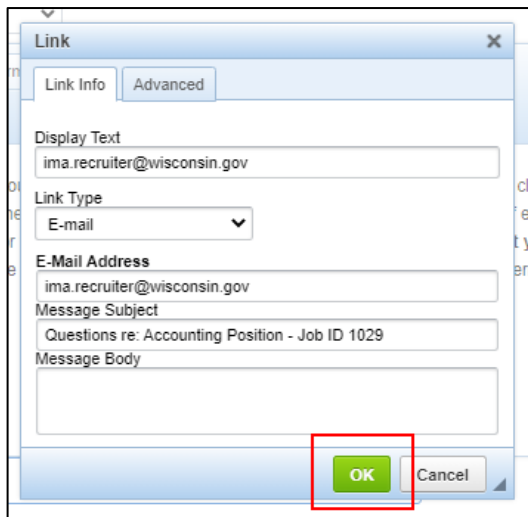 Link
Link Info
Advanced
Display Text
ima.recruiter@wisconsin.gov
Link Type
E-mail
E-Mail Address
ima.recruiter@wisconsin.gov
Message Subject
Questions re: Accounting Position - Job ID 1029
Message Body
OK
Cancel